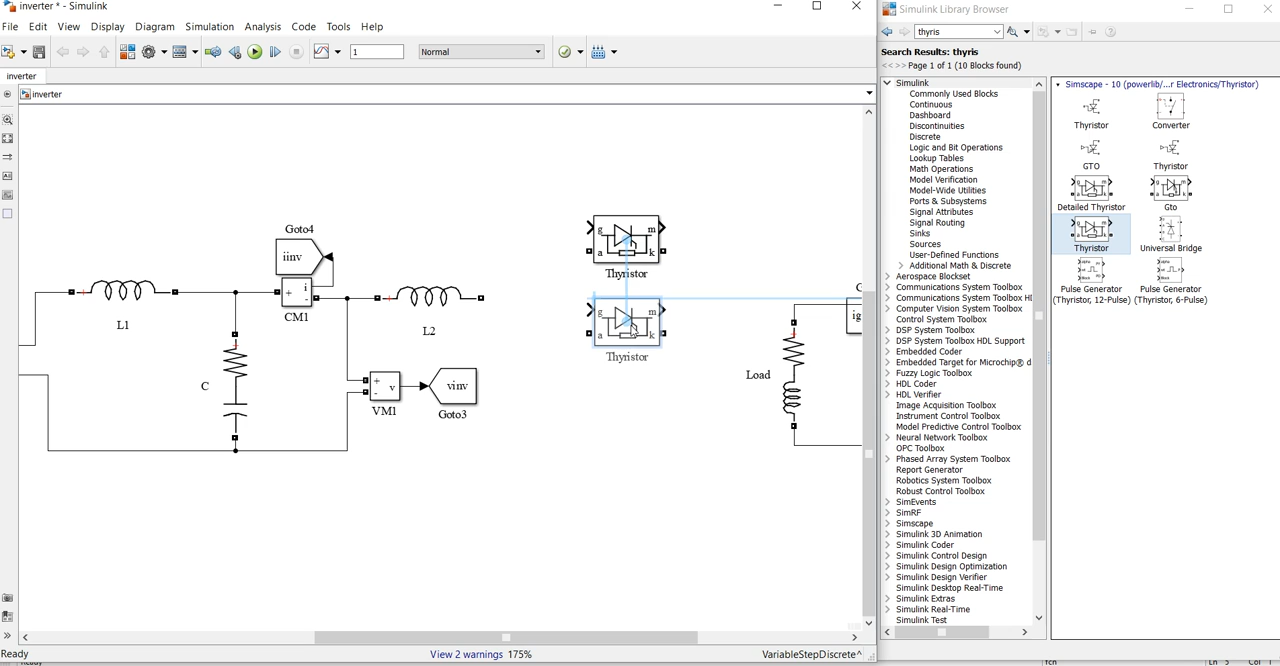 inverter * - Simulink
File Edit View Display Diagram Simulation Analysis Code Tools Help
1
Normal
inverter
inverter
Goto4
iinv
i
+
-
CM1
L1
L2
C
+
-
v
VM1
vinv
Goto3
g
m
a
k
Thyristor
g
m
a
k
Thyristor
Load
G
ig
Ready
View 2 warnings 175%
VariableStepDiscrete^
Simulink Library Browser
thyris
Search Results: thyris
<< >> Page 1 of 1 (10 Blocks found)
Simulink
Commonly Used Blocks
Continuous
Dashboard
Discontinuities
Discrete
Logic and Bit Operations
Lookup Tables
Math Operations
Model Verification
Model-Wide Utilities
Ports & Subsystems
Signal Attributes
Signal Routing
Sinks
Sources
User-Defined Functions
Additional Math & Discrete
Aerospace Blockset
Communications System Toolbox
Communications System Toolbox HI
Computer Vision System Toolbox
Control System Toolbox
DSP System Toolbox
DSP System Toolbox HDL Support
Embedded Coder
Embedded Target for Microchip® d
Fuzzy Logic Toolbox
HDL Coder
HDL Verifier
Image Acquisition Toolbox
Instrument Control Toolbox
Model Predictive Control Toolbox
Neural Network Toolbox
OPC Toolbox
Phased Array System Toolbox
Report Generator
Robotics System Toolbox
Robust Control Toolbox
SimEvents
SimRF
Simscape
Simulink 3D Animation
Simulink Coder
Simulink Control Design
Simulink Design Optimization
Simulink Design Verifier
Simulink Desktop Real-Time
Simulink Extras
Simulink Real-Time
Simulink Test
Simscape - 10 (powerlib/...r Electronics/Thyristor)
Thyristor
Converter
GTO
Thyristor
Detailed Thyristor
Gto
Thyristor
Universal Bridge
Pulse Generator
(Thyristor, 12-Pulse)
Pulse Generator
(Thyristor, 6-Pulse)